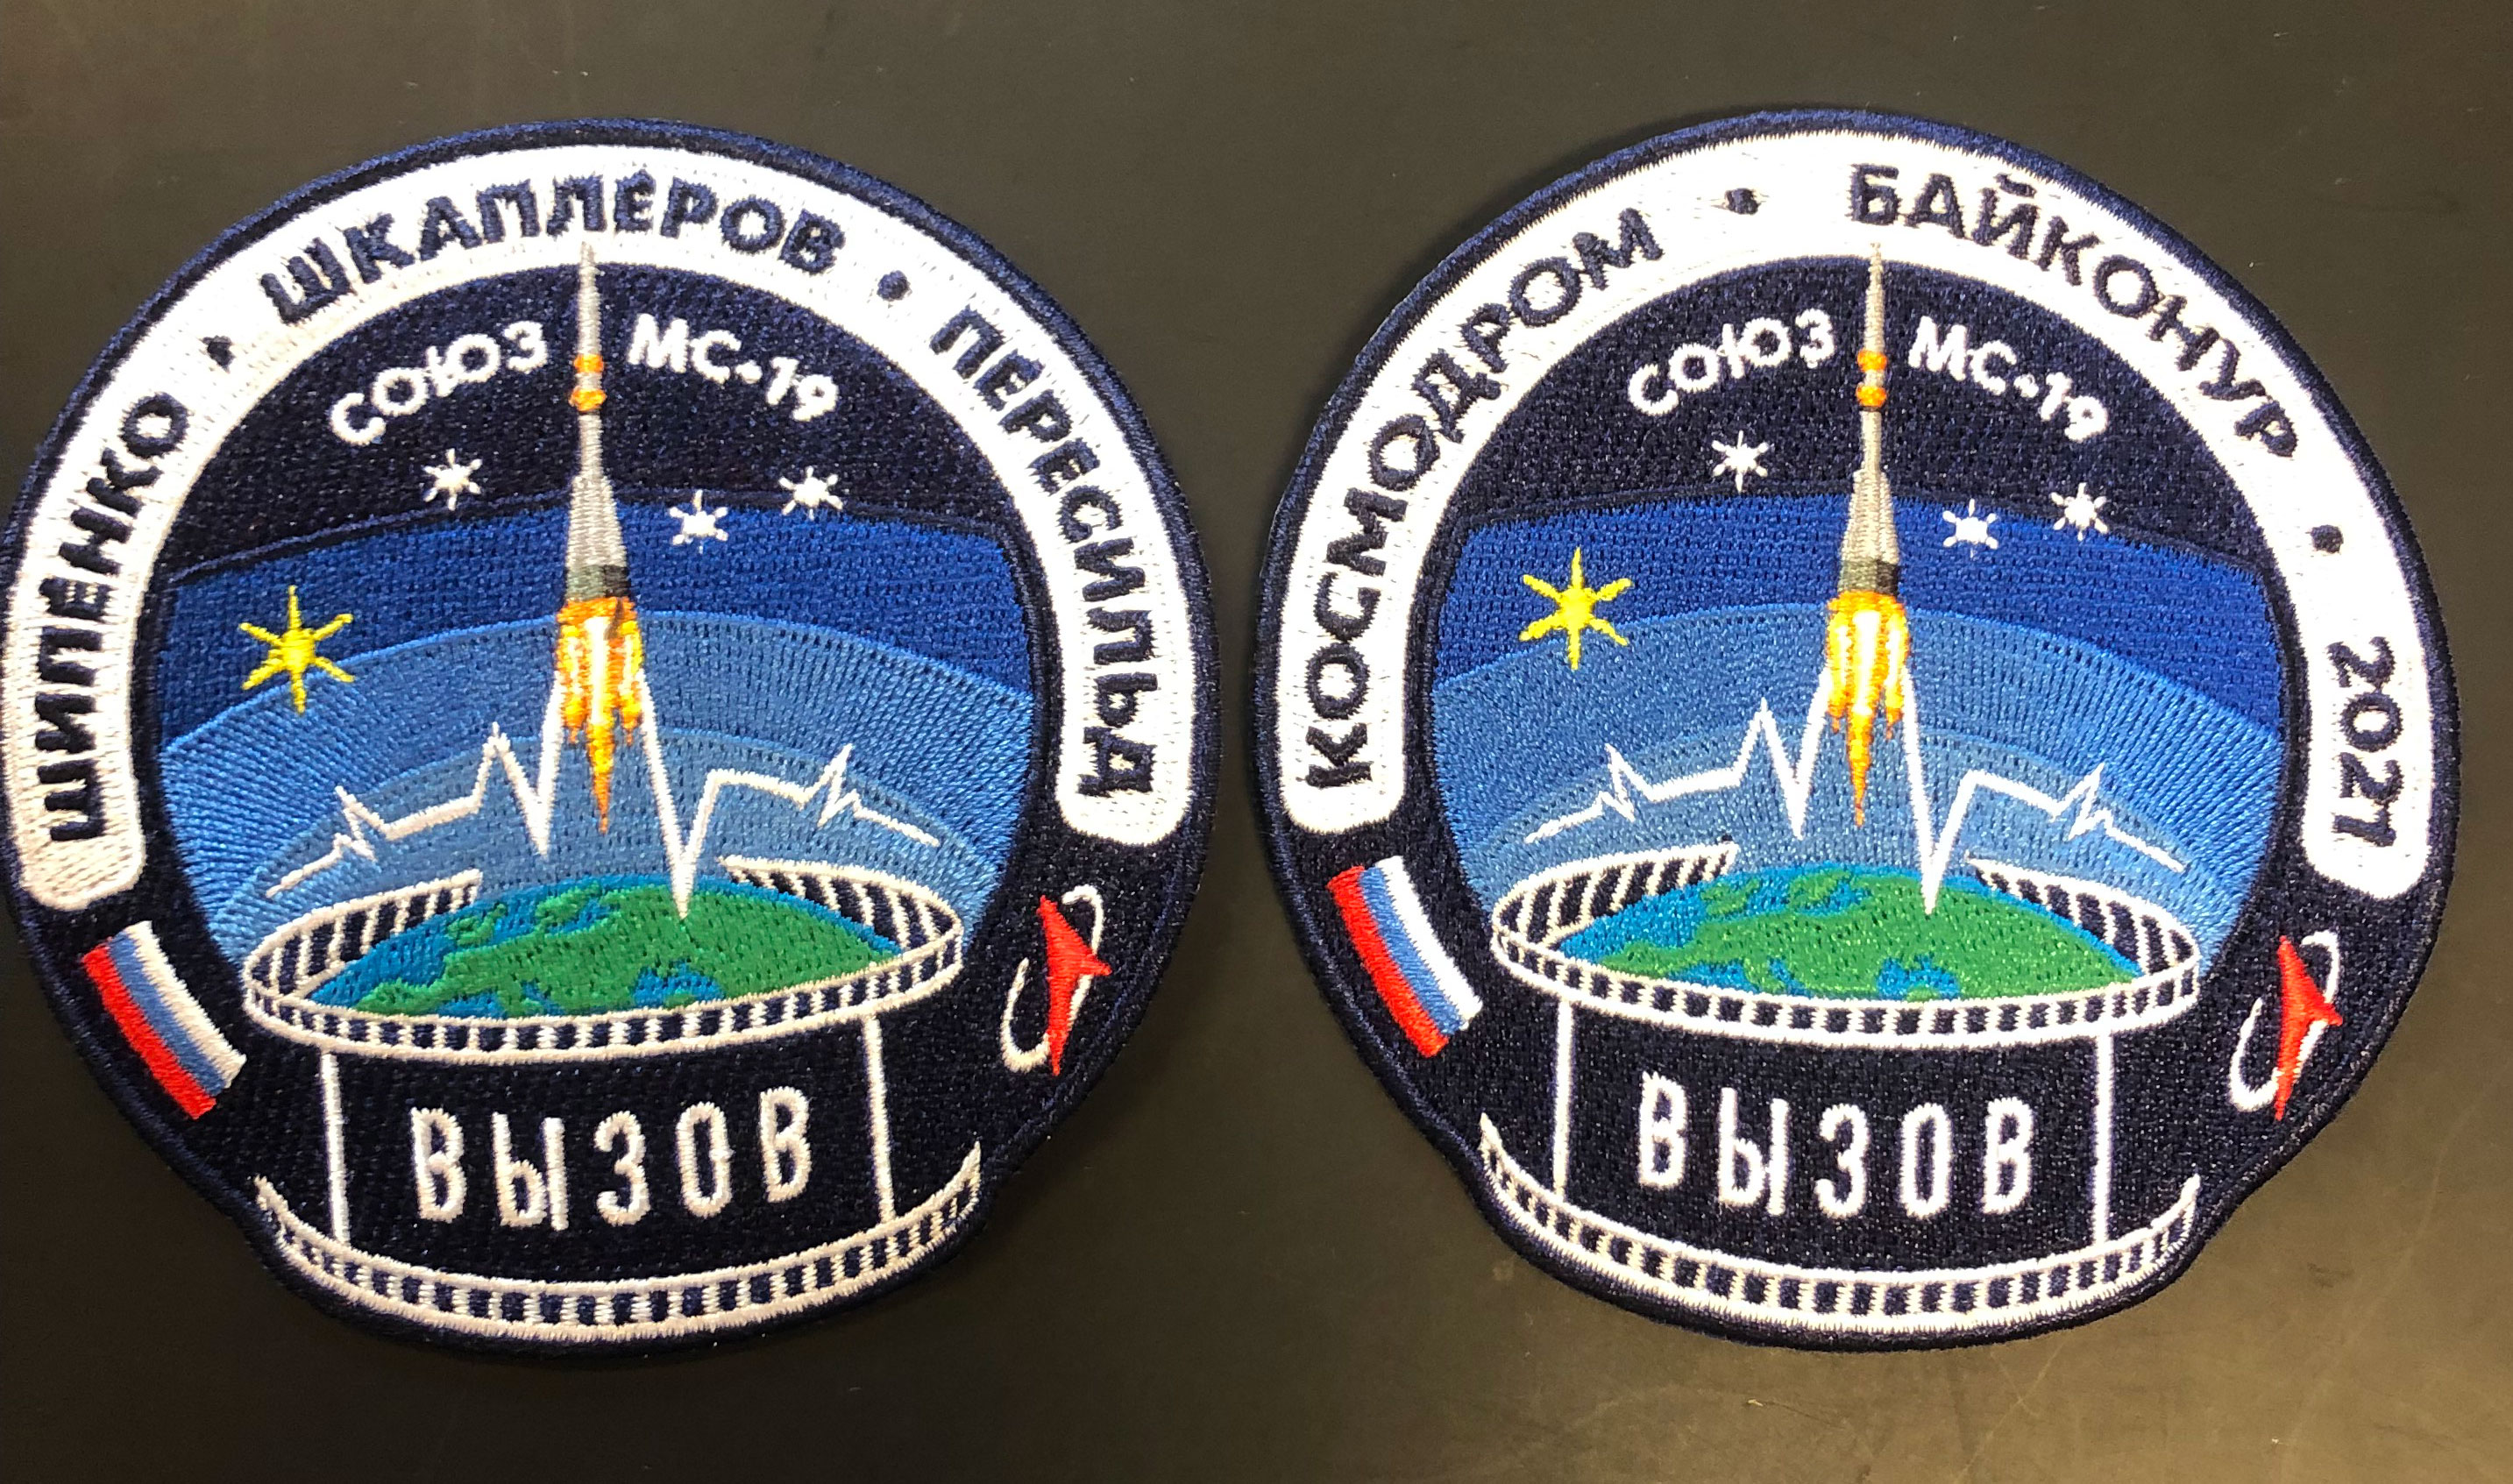 ШИПЕНКО • ШКАПЛЕРОВ • ПЕРЕСИЛЬД
СОЮЗ МС-19
ВЫЗОВ
КОСМОДРОМ • БАЙКОНУР • 2021
СОЮЗ МС-19
ВЫЗОВ